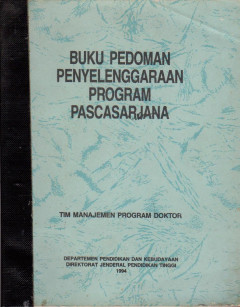 BUKU PEDOMAN
PENYELENGGARAAN
PROGRAM
PASCASARJANA
TIM MANAJEMEN PROGRAM DOKTOR
DEPARTEMEN PENDIDIKAN DAN KEBUDAYAAN
DIREKTORAT JENDERAL PENDIDIKAN TINGGI
1994